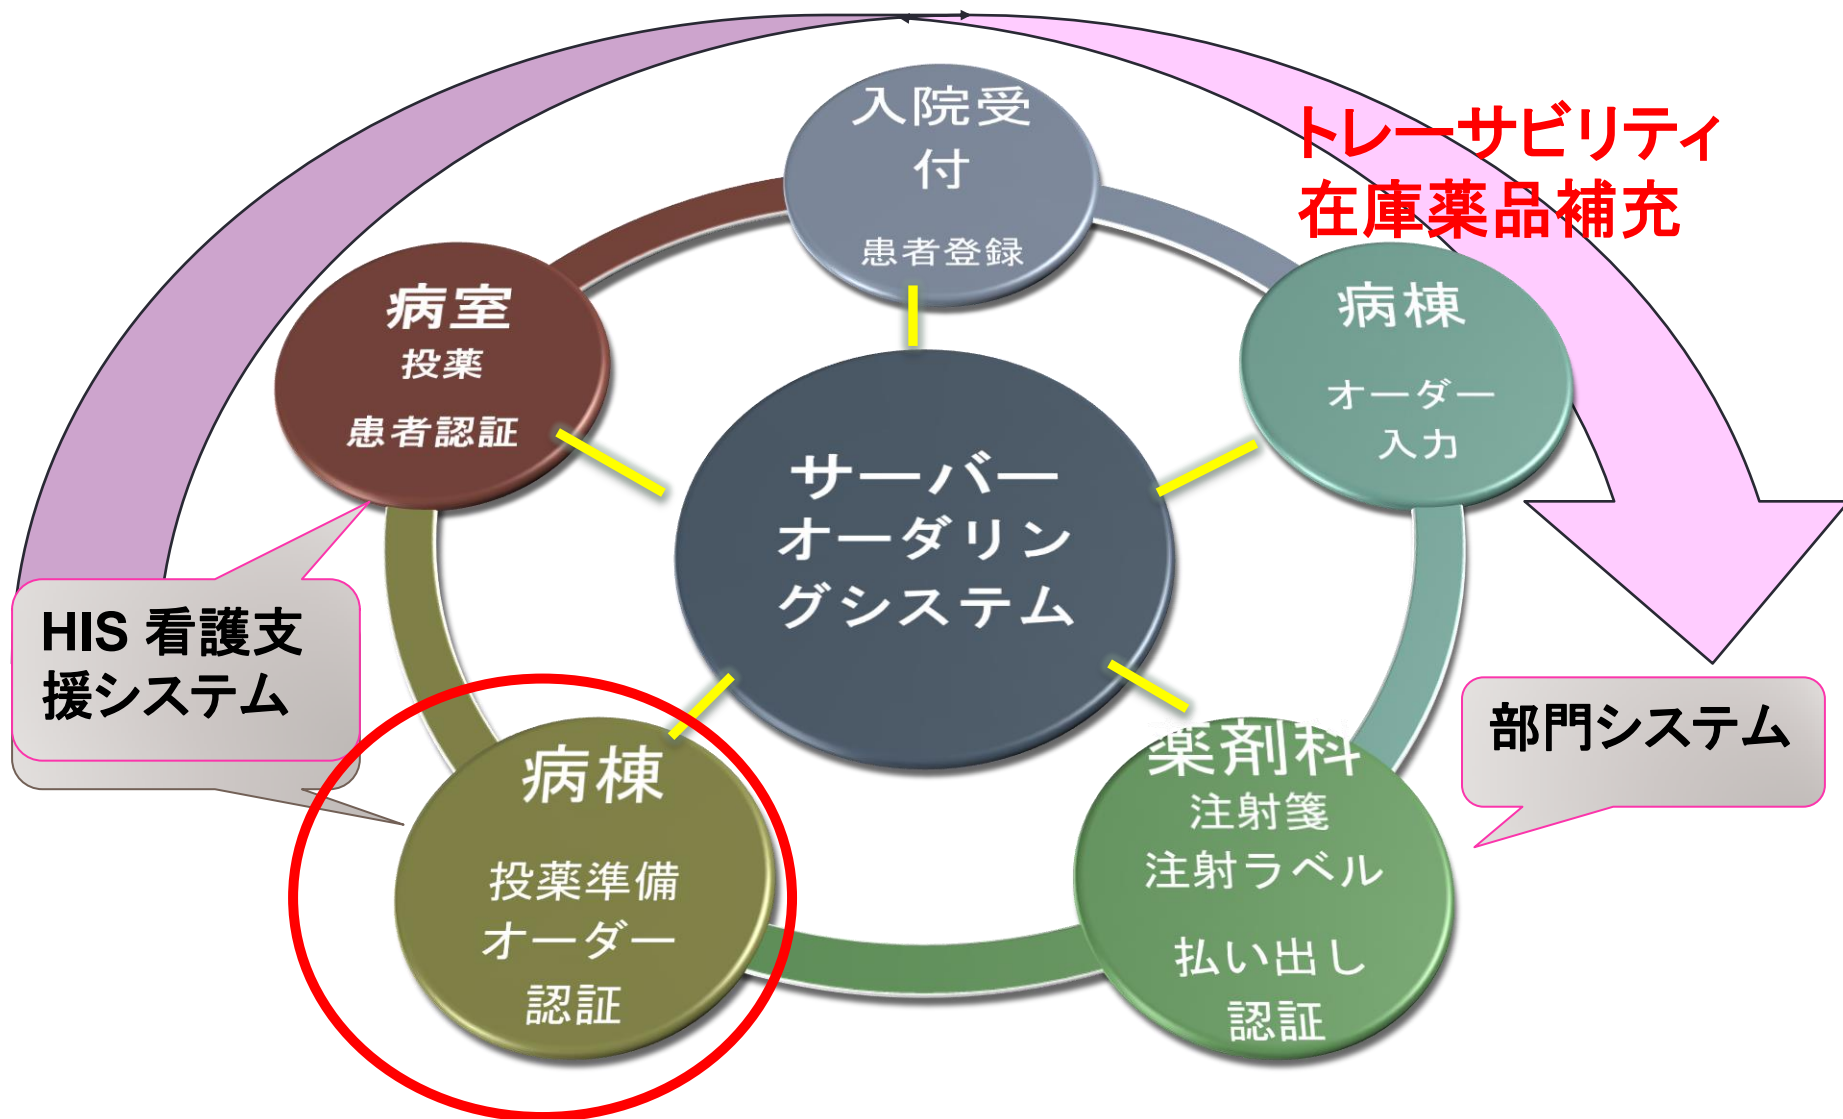 入院受
付
患者登録
トレーサビリティ
在庫薬品補充
病棟
オーダー
入力
病室
投薬
患者認証
サーバー
オーダリン
グシステム
HIS 看護支
援システム
部門システム
薬剤科
注射箋
注射ラベル
払い出し
認証
病棟
投薬準備
オーダー
認証